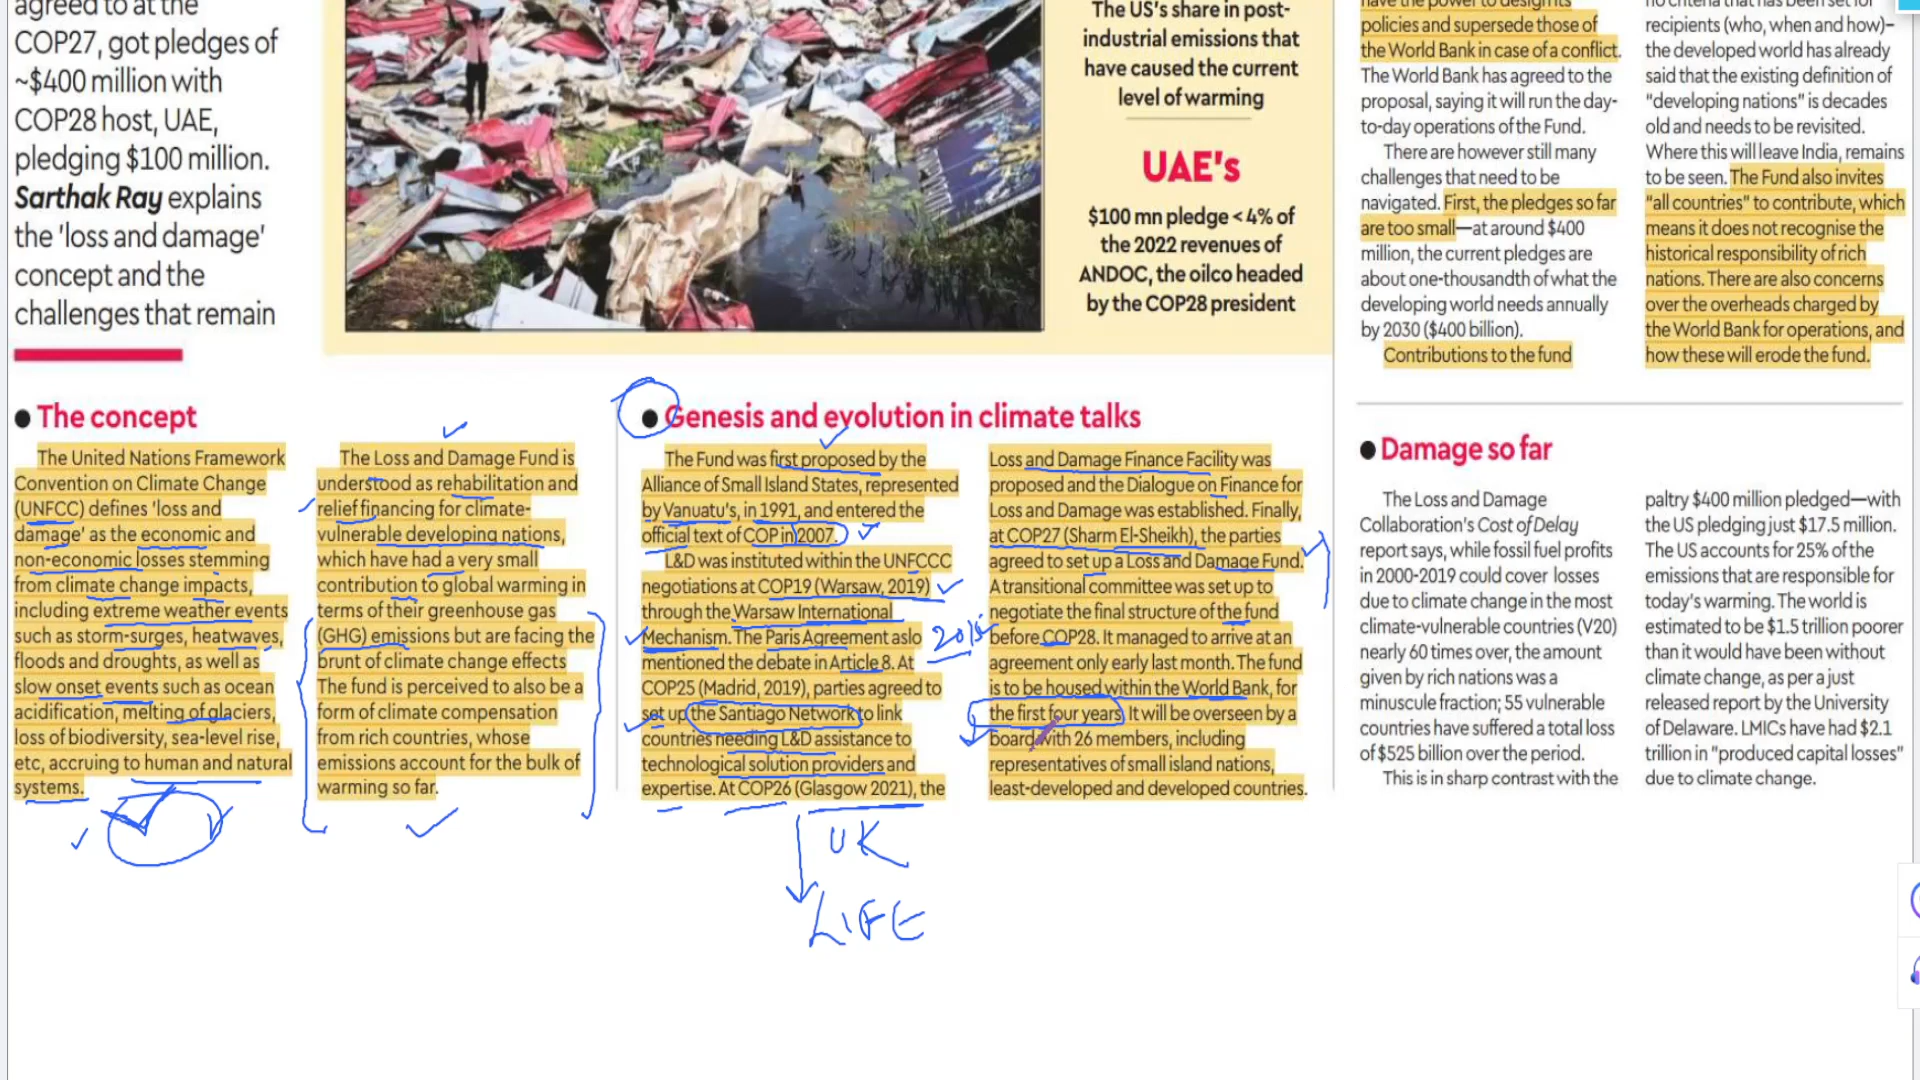 agreed to at the
COP27, got pledges of
~$400 million with
COP28 host, UAE,
pledging $100 million.
Sarthak Ray explains
the 'loss and damage'
concept and the
challenges that remain
The US's share in post-
industrial emissions that
have caused the current
level of warming
UAE's
$100 mn pledge < 4% of
the 2022 revenues of
ANDOC, the oilco headed
by the COP28 president
have the power to design its
policies and supersede those of
the World Bank in case of a conflict.
The World Bank has agreed to the
proposal, saying it will run the day-
to-day operations of the Fund.
There are however still many
challenges that need to be
navigated. First, the pledges so far
are too small—at around $400
million, the current pledges are
about one-thousandth of what the
developing world needs annually
by 2030 ($400 billion).
Contributions to the fund
no criteria that has been set for
recipients (who, when and how)–
the developed world has already
said that the existing definition of
“developing nations” is decades
old and needs to be revisited.
Where this will leave India, remains
to be seen. The Fund also invites
“all countries” to contribute, which
means it does not recognise the
historical responsibility of rich
nations. There are also concerns
over the overheads charged by
the World Bank for operations, and
how these will erode the fund.
● The concept
The United Nations Framework
Convention on Climate Change
(UNFCC) defines 'loss and
damage' as the economic and
non-economic losses stemming
from climate change impacts,
including extreme weather events
such as storm-surges, heatwaves,
floods and droughts, as well as
slow onset events such as ocean
acidification, melting of glaciers,
loss of biodiversity, sea-level rise,
etc, accruing to human and natural
systems.
The Loss and Damage Fund is
understood as rehabilitation and
relief financing for climate-
vulnerable developing nations,
which have had a very small
contribution to global warming in
terms of their greenhouse gas
(GHG) emissions but are facing the
brunt of climate change effects
The fund is perceived to also be a
form of climate compensation
from rich countries, whose
emissions account for the bulk of
warming so far.
● Genesis and evolution in climate talks
The Fund was first proposed by the
Alliance of Small Island States, represented
by Vanuatu's, in 1991, and entered the
official text of COP in 2007.
L&D was instituted within the UNFCCC
negotiations at COP19 (Warsaw, 2019)
through the Warsaw International
Mechanism. The Paris Agreement aslo
2015
mentioned the debate in Article 8. At
COP25 (Madrid, 2019), parties agreed to
set up the Santiago Network to link
countries needing L&D assistance to
technological solution providers and
expertise. At COP26 (Glasgow 2021), the
UK
LIFE
Loss and Damage Finance Facility was
proposed and the Dialogue on Finance for
Loss and Damage was established. Finally,
at COP27 (Sharm El-Sheikh), the parties
agreed to set up a Loss and Damage Fund.
A transitional committee was set up to
negotiate the final structure of the fund
before COP28. It managed to arrive at an
agreement only early last month. The fund
is to be housed within the World Bank, for
the first four years. It will be overseen by a
board with 26 members, including
representatives of small island nations,
least-developed and developed countries.
● Damage so far
The Loss and Damage
Collaboration's Cost of Delay
report says, while fossil fuel profits
in 2000-2019 could cover losses
due to climate change in the most
climate-vulnerable countries (V20)
nearly 60 times over, the amount
given by rich nations was a
minuscule fraction; 55 vulnerable
countries have suffered a total loss
of $525 billion over the period.
This is in sharp contrast with the
paltry $400 million pledged—with
the US pledging just $17.5 million.
The US accounts for 25% of the
emissions that are responsible for
today's warming. The world is
estimated to be $1.5 trillion poorer
than it would have been without
climate change, as per a just
released report by the University
of Delaware. LMICs have had $2.1
trillion in "produced capital losses"
due to climate change.